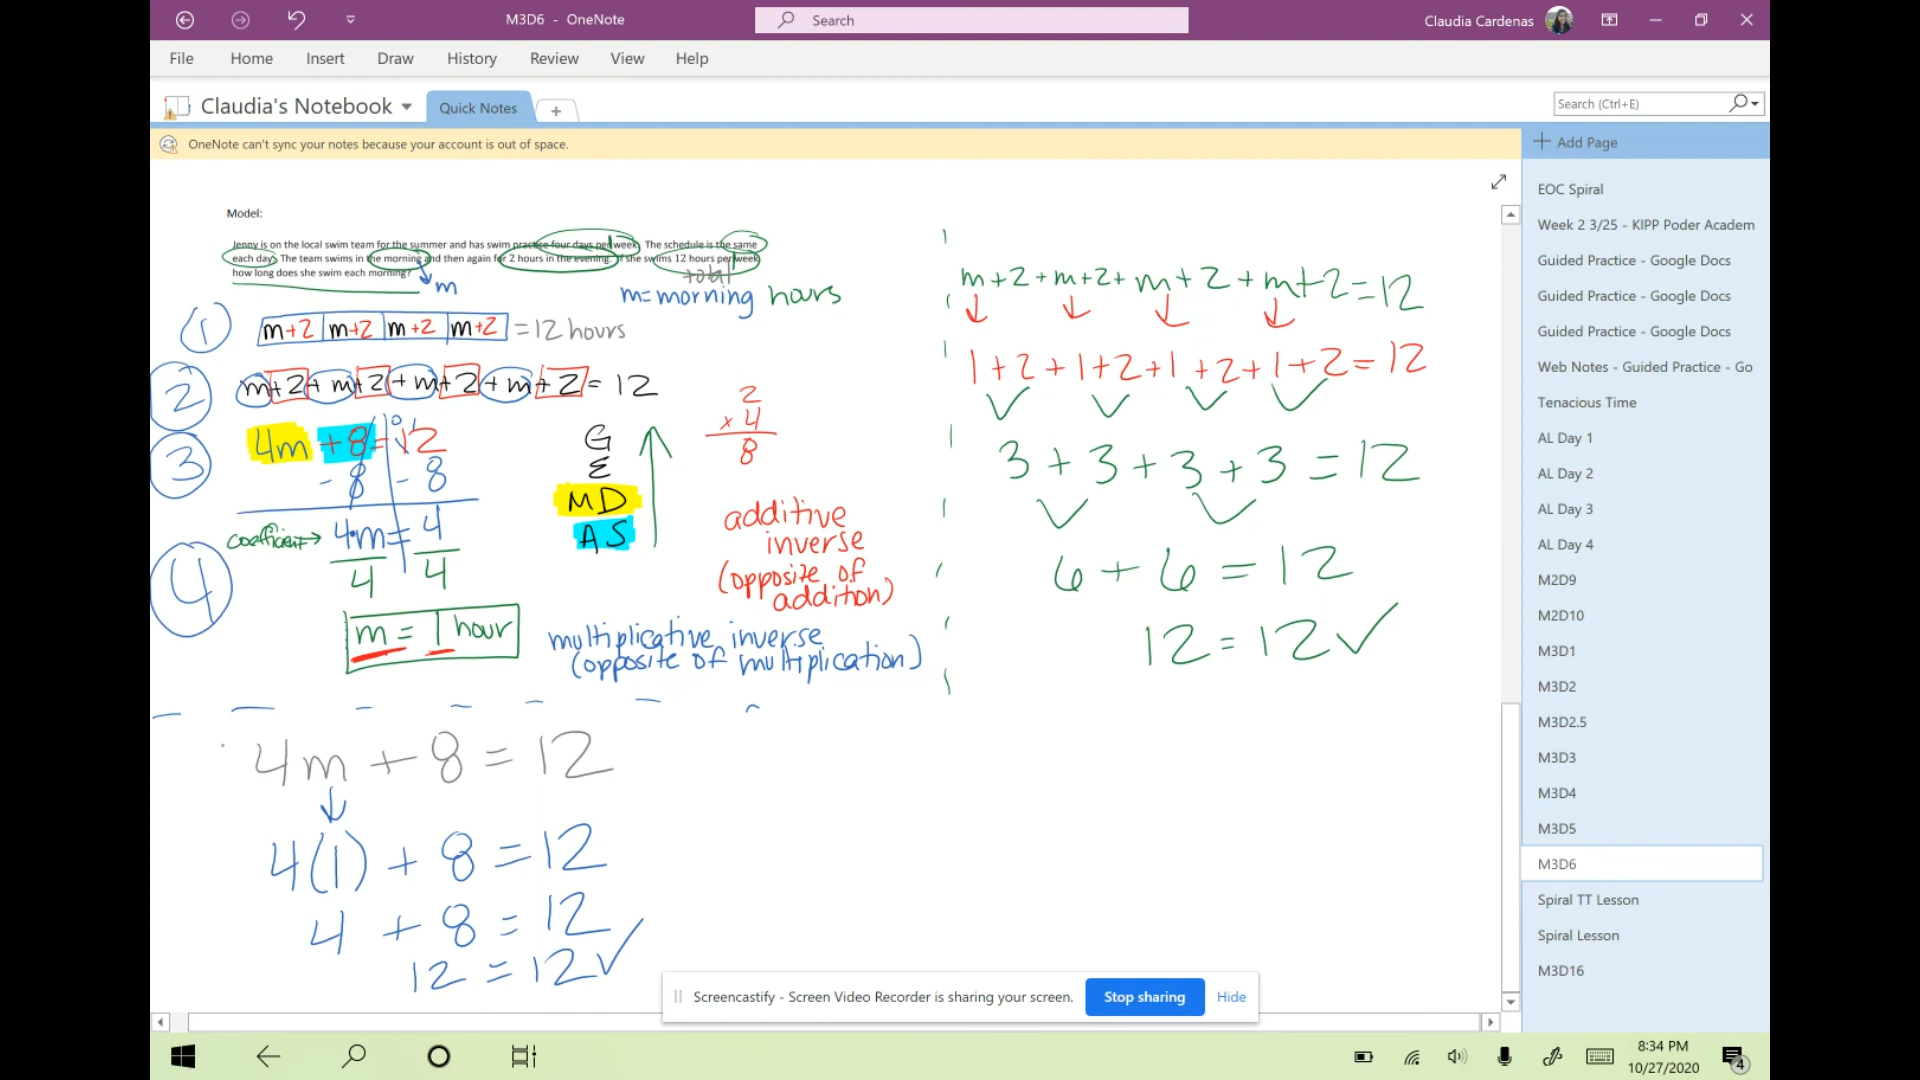 M3D6 - OneNote
Search
Claudia Cardenas
File Home Insert Draw History Review View Help
Claudia's Notebook
Quick Notes
+
Search (Ctrl+E)
OneNote can't sync your notes because your account is out of space.
Add Page
EOC Spiral
Week 2 3/25 - KIPP Poder Academ
Guided Practice - Google Docs
Guided Practice - Google Docs
Guided Practice - Google Docs
Web Notes - Guided Practice - Go
Tenacious Time
AL Day 1
AL Day 2
AL Day 3
AL Day 4
M2D9
M2D10
M3D1
M3D2
M3D2.5
M3D3
M3D4
M3D5
M3D6
Spiral TT Lesson
Spiral Lesson
M3D16
Model:
Jenny is on the local swim team for the summer and has swim practice four days per week. The schedule is the same
each day. The team swims in the morning and then again for 2 hours in the evening. If she swims 12 hours per week,
how long does she swim each morning?
total
m
m=morning hours
1
m+2 m+2 m+2 m+2 = 12 hours
2
m+2+m+2+m+2+m+2=12
3
4m+8=12
0
-8 -8
coefficient → 4·m=4
4 4
4
m = 1 hour
G
E
MD
AS
2
×4
8
additive
inverse
(opposite of
addition)
multiplicative inverse
(opposite of multiplication)
m+2+m+2+m+2+m+2=12
1+2+1+2+1+2+1+2=12
3+3+3+3=12
6+6=12
12=12✓
4m+8=12
4(1)+8=12
4+8=12
12=12✓
Screencastify - Screen Video Recorder is sharing your screen.
Stop sharing
Hide
8:34 PM
10/27/2020
4